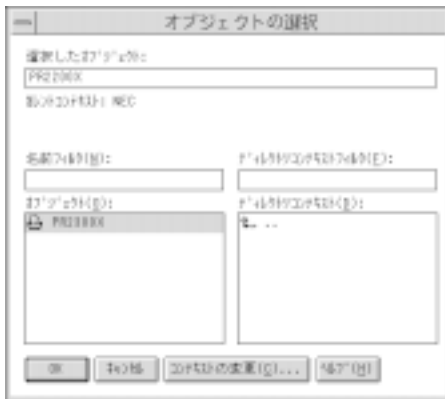 オブジェクトの選択
選択したｵﾌﾞｼﾞｪｸﾄ:
PR2200X
ｶﾚﾝﾄｺﾝﾃｷｽﾄ: NEC
名前ﾌｨﾙﾀ(N):
ﾃﾞｨﾚｸﾄﾘｺﾝﾃｷｽﾄﾌｨﾙﾀ(F):
ｵﾌﾞｼﾞｪｸﾄ(O):
ﾃﾞｨﾚｸﾄﾘｺﾝﾃｷｽﾄ(D):
PR2200X
..
OK
ｷｬﾝｾﾙ
ｺﾝﾃｷｽﾄの変更(C)...
ﾍﾙﾌﾟ(H)